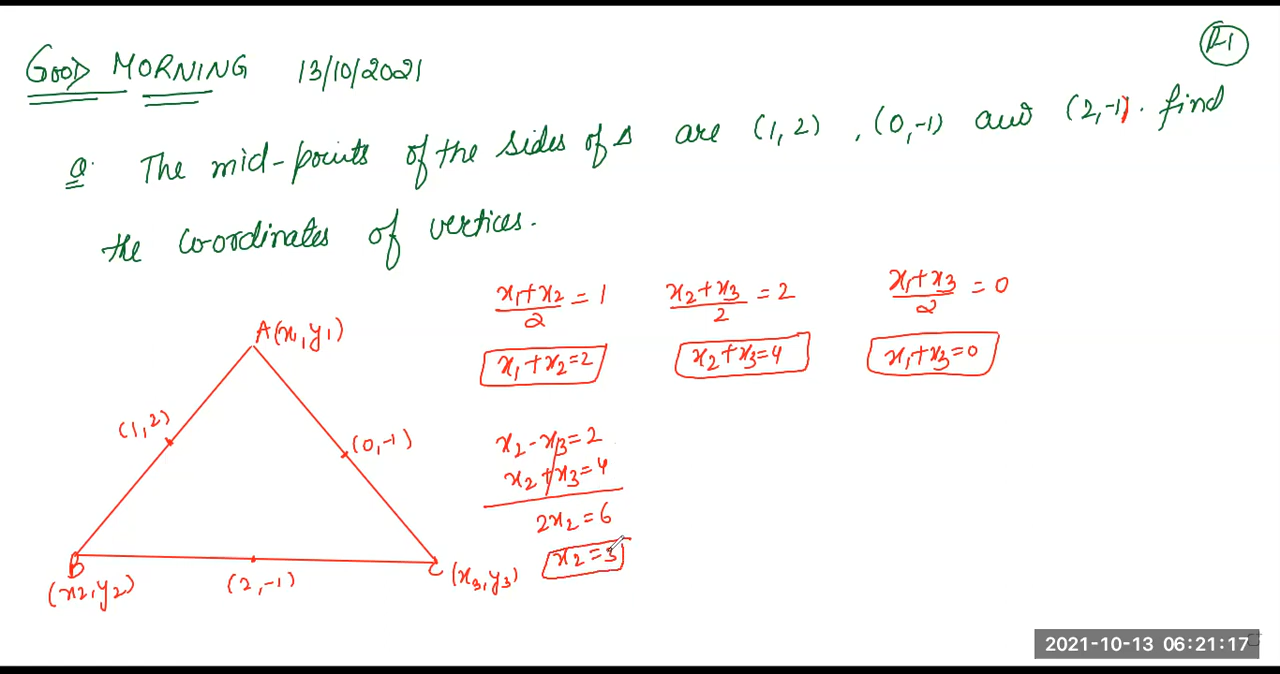 R1
GOOD MORNING 13/10/2021
Q. The mid-points of the sides of Δ are (1, 2) , (0, -1) and (2, -1). find
the co-ordinates of vertices.
x₁+x₂/2 = 1 x₂+x₃/2 = 2 x₁+x₃/2 = 0
x₁+x₂=2 x₂+x₃=4 x₁+x₃=0
A(x₁, y₁)
(1, 2) (0, -1)
B (x₂, y₂) (2, -1) C (x₃, y₃)
x₂-x₃=2
x₂+x₃=4
2x₂=6
x₂=3
2021-10-13 06:21:17